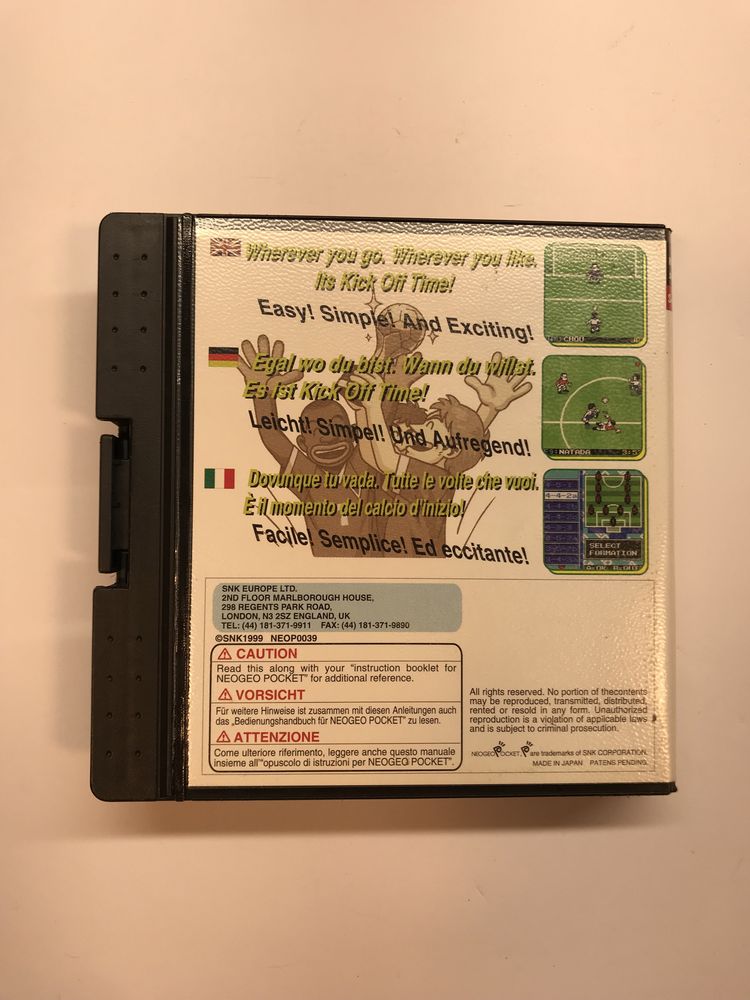 Wherever you go. Wherever you like.
Its Kick Off Time!
Easy! Simple! And Exciting!
Egal wo du bist. Wann du willst.
Es ist Kick Off Time!
Leicht! Simpel! Und Aufregend!
NATADA
Dovunque tu vada. Tutte le volte che vuoi.
È il momento del calcio d'inizio!
Facile! Semplice! Ed eccitante!
SELECT
FORMATION
SNK EUROPE LTD.
2ND FLOOR MARLBOROUGH HOUSE,
298 REGENTS PARK ROAD,
LONDON, N3 2SZ ENGLAND, UK
TEL: (44) 181-371-9911 FAX: (44) 181-371-9890
©SNK1999 NEOP0039
CAUTION
Read this along with your "instruction booklet for
NEOGEO POCKET" for additional reference.
VORSICHT
Für weitere Hinweise ist zusammen mit diesen Anleitungen auch
das „Bedienungshandbuch für NEOGEO POCKET" zu lesen.
ATTENZIONE
Come ulteriore riferimento, leggere anche questo manuale
insieme all'"opuscolo di istruzioni per NEOGEO POCKET".
All rights reserved. No portion of thecontents
may be reproduced, transmitted, distributed,
rented or resold in any form. Unauthorized
reproduction is a violation of applicable laws
and is subject to criminal prosecution.
NEOGEO POCKET, are trademarks of SNK CORPORATION.
MADE IN JAPAN PATENS PENDING.